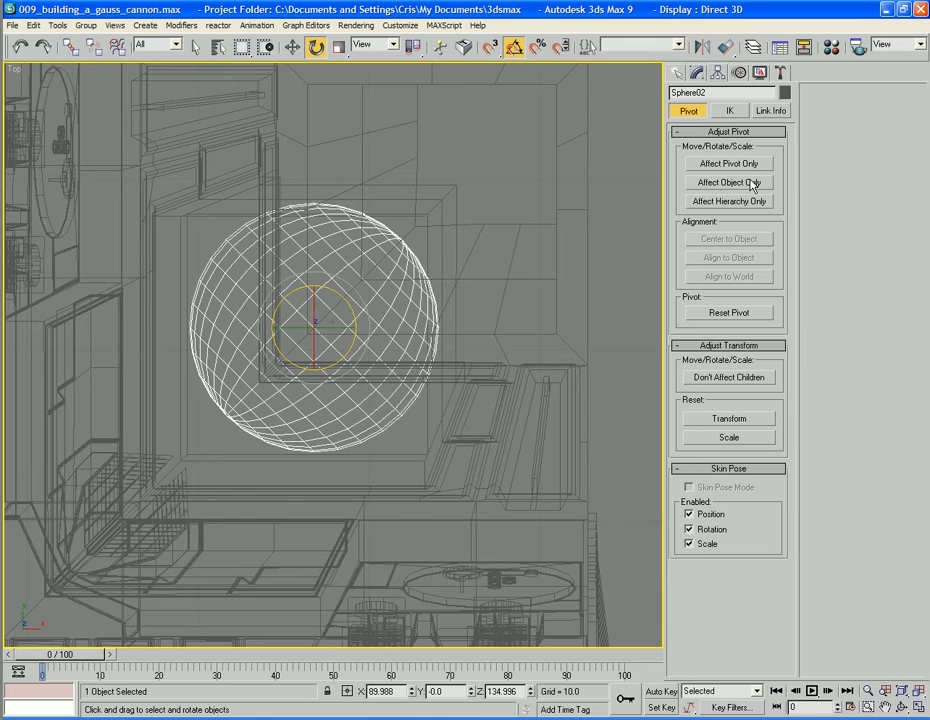 009_building_a_gauss_cannon.max - Project Folder: C:\Documents and Settings\Cris\My Documents\3dsmax - Autodesk 3ds Max 9 - Display : Direct 3D
File Edit Tools Group Views Create Modifiers reactor Animation Graph Editors Rendering Customize MAXScript Help
All View View
Top
Sphere02
Pivot IK Link Info
- Adjust Pivot
Move/Rotate/Scale:
Affect Pivot Only
Affect Object Only
Affect Hierarchy Only
Alignment:
Center to Object
Align to Object
Align to World
Pivot:
Reset Pivot
- Adjust Transform
Move/Rotate/Scale:
Don't Affect Children
Reset:
Transform
Scale
- Skin Pose
Skin Pose Mode
Enabled:
Position
Rotation
Scale
z
x
y
z x
< 0 / 100 >
0 10 20 30 40 50 60 70 80 90 100
1 Object Selected X: 89.988 Y: -0.0 Z: 134.996 Grid = 10.0 Auto Key Selected
Click and drag to select and rotate objects Add Time Tag Set Key Key Filters... 0